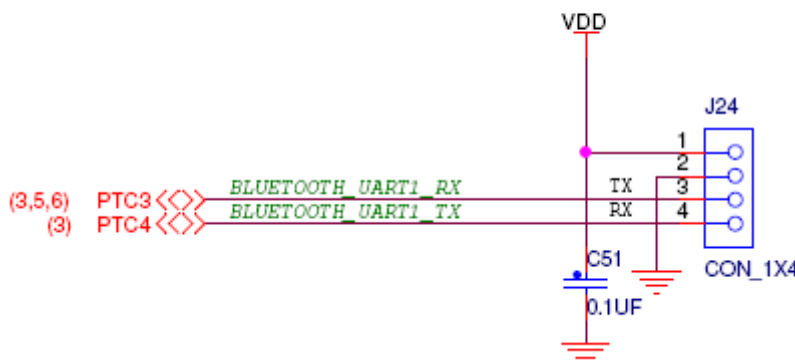 VDD
J24
1
2
BLUETOOTH_UART1_RX TX 3
(3,5,6) PTC3
BLUETOOTH_UART1_TX RX 4
(3) PTC4
C51
CON_1X4
0.1UF